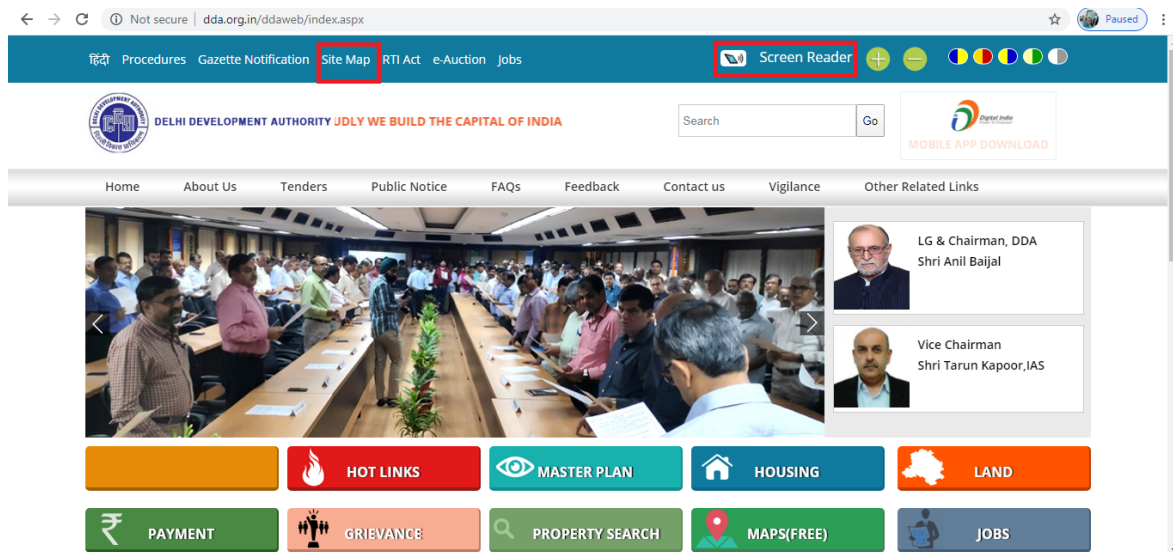 Not secure | dda.org.in/ddaweb/index.aspx
Paused
हिंदी Procedures Gazette Notification Site Map RTI Act e-Auction Jobs
Screen Reader
DELHI DEVELOPMENT AUTHORITY UDLY WE BUILD THE CAPITAL OF INDIA
Search
Go
Digital India
MOBILE APP DOWNLOAD
Home About Us Tenders Public Notice FAQs Feedback Contact us Vigilance Other Related Links
LG & Chairman, DDA
Shri Anil Baijal
Vice Chairman
Shri Tarun Kapoor,IAS
HOT LINKS MASTER PLAN HOUSING LAND
PAYMENT GRIEVANCE PROPERTY SEARCH MAPS(FREE) JOBS